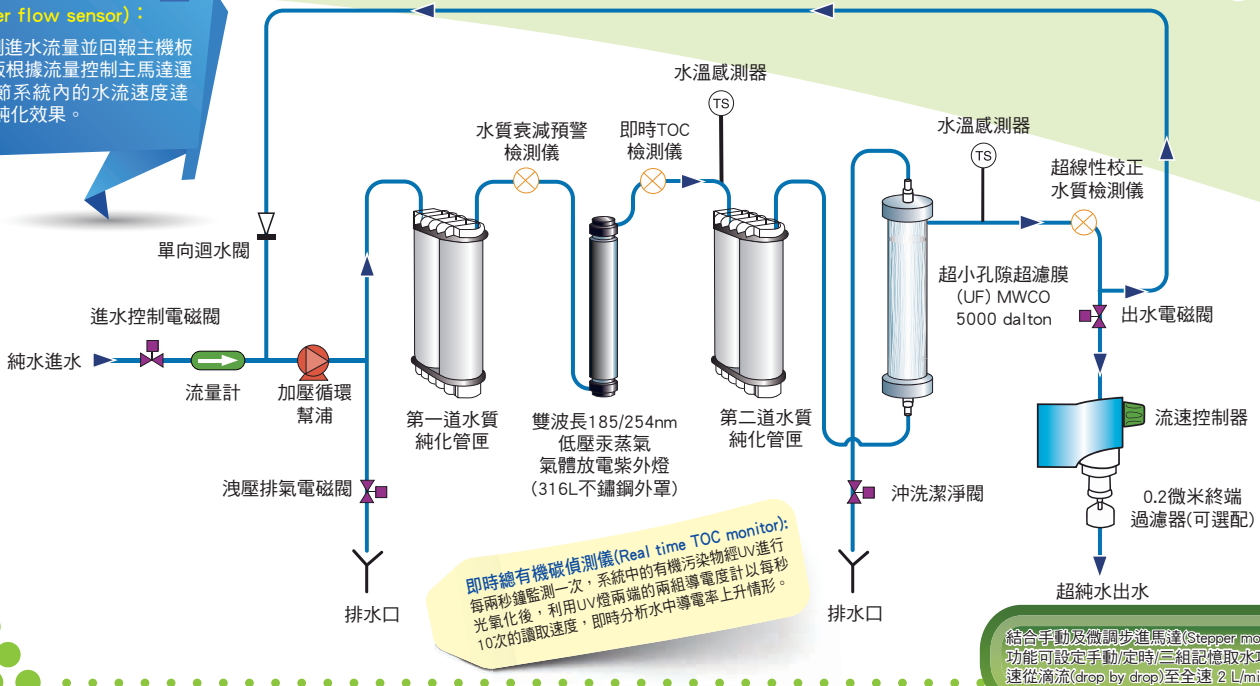 er flow sensor)：
測進水流量並回報主機板
板根據流量控制主馬達運
節系統內的水流速度達
純化效果。
水溫感測器
TS
水質衰減預警
檢測儀
即時TOC
檢測儀
水溫感測器
TS
超線性校正
水質檢測儀
單向迴水閥
進水控制電磁閥
純水進水
流量計
加壓循環
幫浦
第一道水質
純化管匣
雙波長185/254nm
低壓汞蒸氣
氣體放電紫外燈
(316L不鏽鋼外罩)
第二道水質
純化管匣
超小孔隙超濾膜
(UF) MWCO
5000 dalton
出水電磁閥
流速控制器
0.2微米終端
過濾器(可選配)
洩壓排氣電磁閥
沖洗潔淨閥
排水口
排水口
超純水出水
即時總有機碳偵測儀(Real time TOC monitor):
每兩秒鐘監測一次，系統中的有機污染物經UV進行
光氧化後，利用UV燈兩端的兩組導電度計以每秒
10次的讀取速度，即時分析水中導電率上升情形。
結合手動及微調步進馬達(Stepper mo
功能可設定手動/定時/三組記憶取水功
速從滴流(drop by drop)至全速 2 L/mi